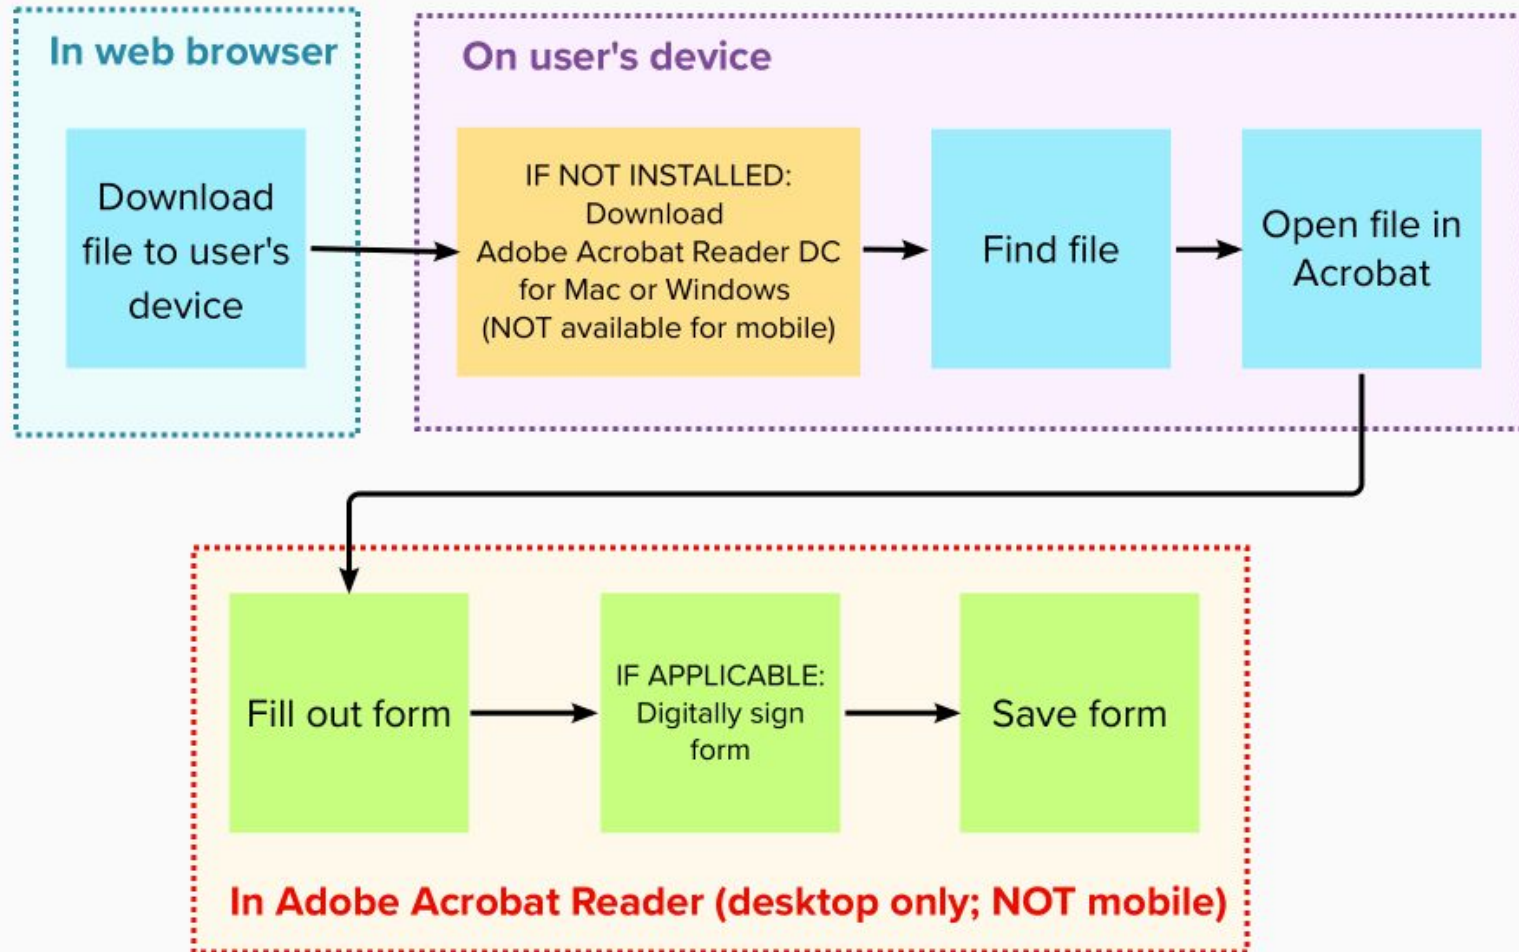 In web browser
On user's device
Download
file to user's
device
IF NOT INSTALLED:
Download
Adobe Acrobat Reader DC
for Mac or Windows
(NOT available for mobile)
Find file
Open file in
Acrobat
Fill out form
IF APPLICABLE:
Digitally sign
form
Save form
In Adobe Acrobat Reader (desktop only; NOT mobile)